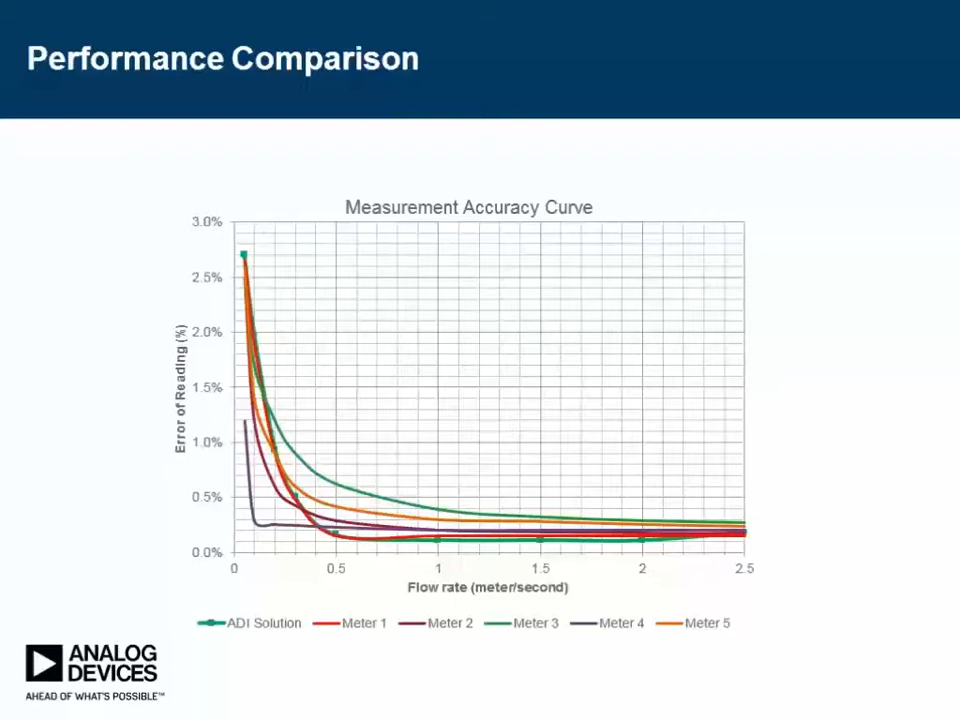 Performance Comparison
Measurement Accuracy Curve
3.0%
2.5%
2.0%
1.5%
1.0%
0.5%
0.0%
Error of Reading (%)
0 0.5 1 1.5 2 2.5
Flow rate (meter/second)
ADI Solution Meter 1 Meter 2 Meter 3 Meter 4 Meter 5
ANALOG
DEVICES
AHEAD OF WHAT'S POSSIBLE™